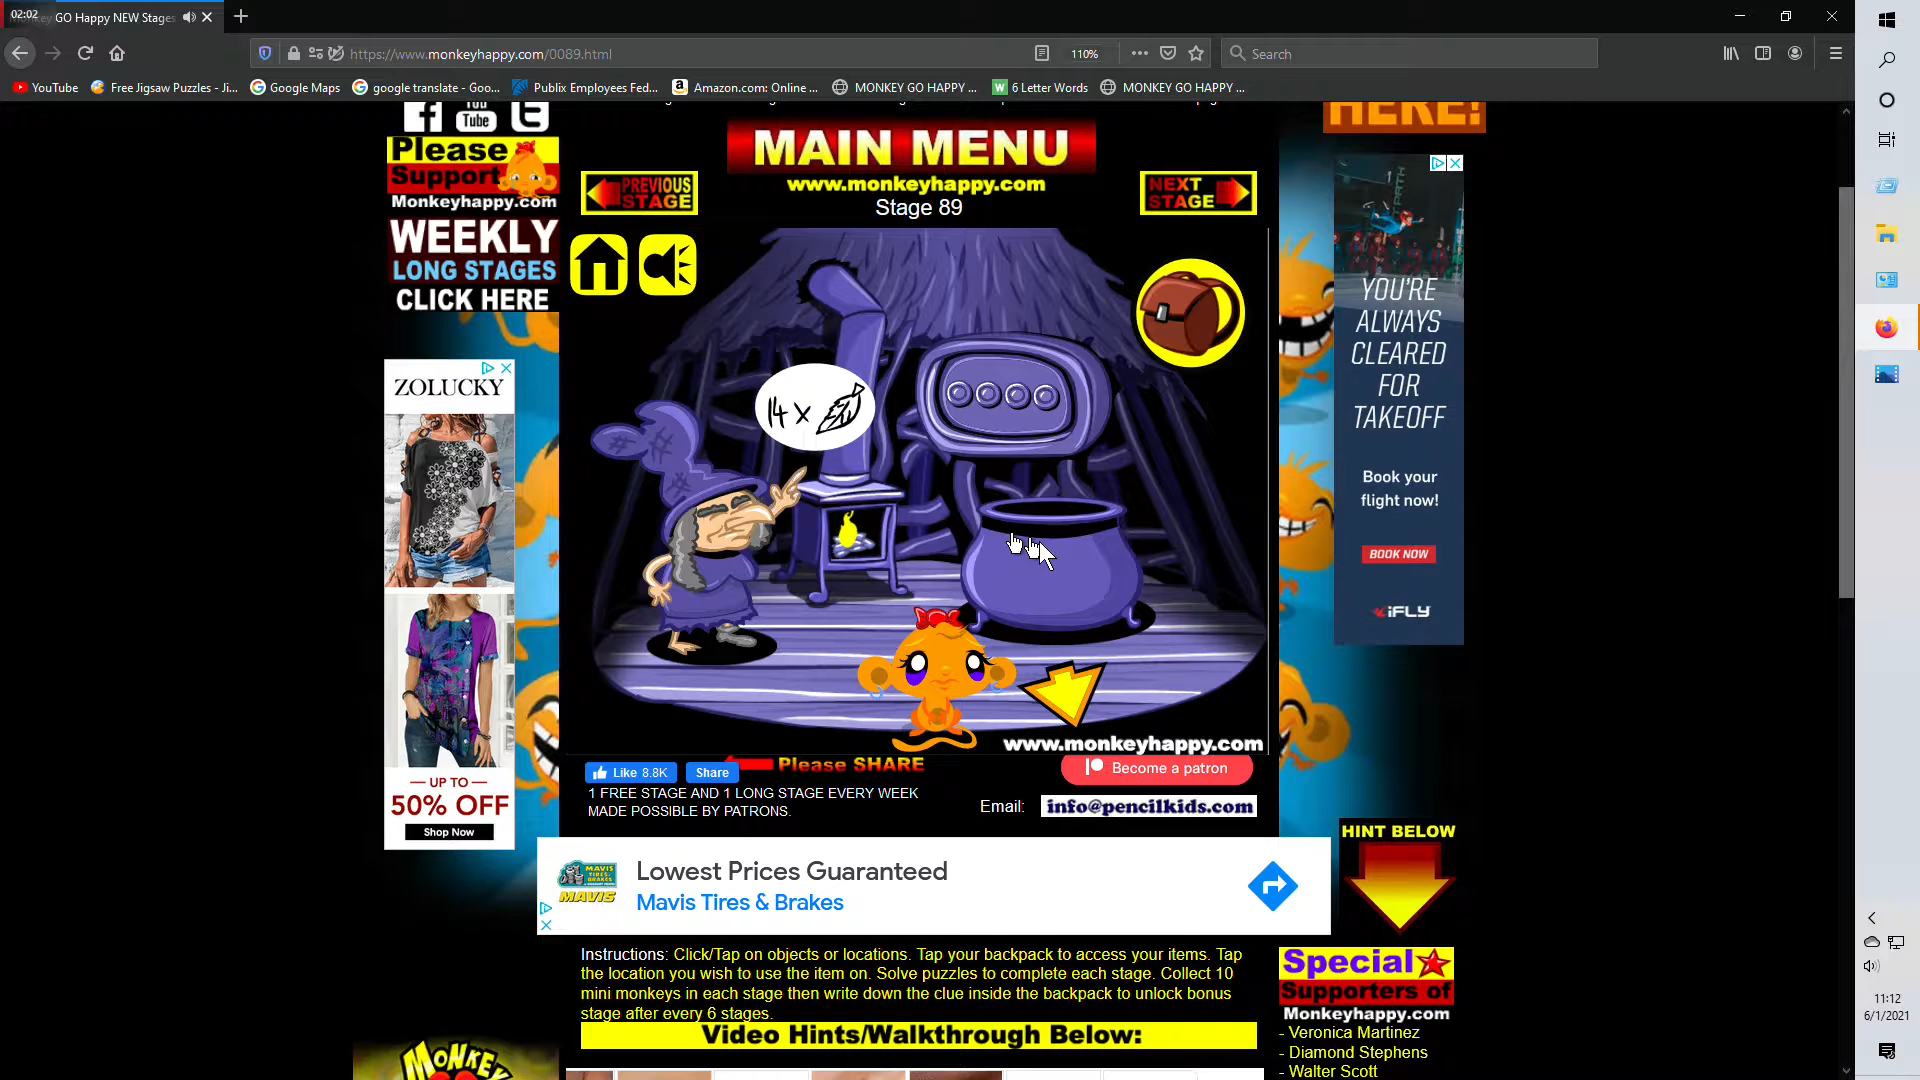 02:02
Monkey GO Happy NEW Stages
https://www.monkeyhappy.com/0089.html
110%
Search
YouTube
Free Jigsaw Puzzles - Ji...
Google Maps
google translate - Goo...
Publix Employees Fed...
Amazon.com: Online ...
MONKEY GO HAPPY ...
6 Letter Words
MONKEY GO HAPPY ...
You
Tube
Please
Support
Monkeyhappy.com
WEEKLY
LONG STAGES
CLICK HERE
MAIN MENU
www.monkeyhappy.com
PREVIOUS
STAGE
Stage 89
NEXT
STAGE
HERE!
14 x
www.monkeyhappy.com
ZOLUCKY
— UP TO —
50% OFF
Shop Now
YOU'RE
ALWAYS
CLEARED
FOR
TAKEOFF
Book your
flight now!
BOOK NOW
iFLY
Like 8.8K
Share
Please SHARE
Become a patron
1 FREE STAGE AND 1 LONG STAGE EVERY WEEK
MADE POSSIBLE BY PATRONS.
Email:
info@pencilkids.com
Lowest Prices Guaranteed
Mavis Tires & Brakes
MAVIS
TIRES &
BRAKES
MAVIS
HINT BELOW
Instructions: Click/Tap on objects or locations. Tap your backpack to access your items. Tap
the location you wish to use the item on. Solve puzzles to complete each stage. Collect 10
mini monkeys in each stage then write down the clue inside the backpack to unlock bonus
stage after every 6 stages.
Video Hints/Walkthrough Below:
Special
Supporters of
Monkeyhappy.com
- Veronica Martinez
- Diamond Stephens
- Walter Scott
MONKEY
11:12
6/1/2021